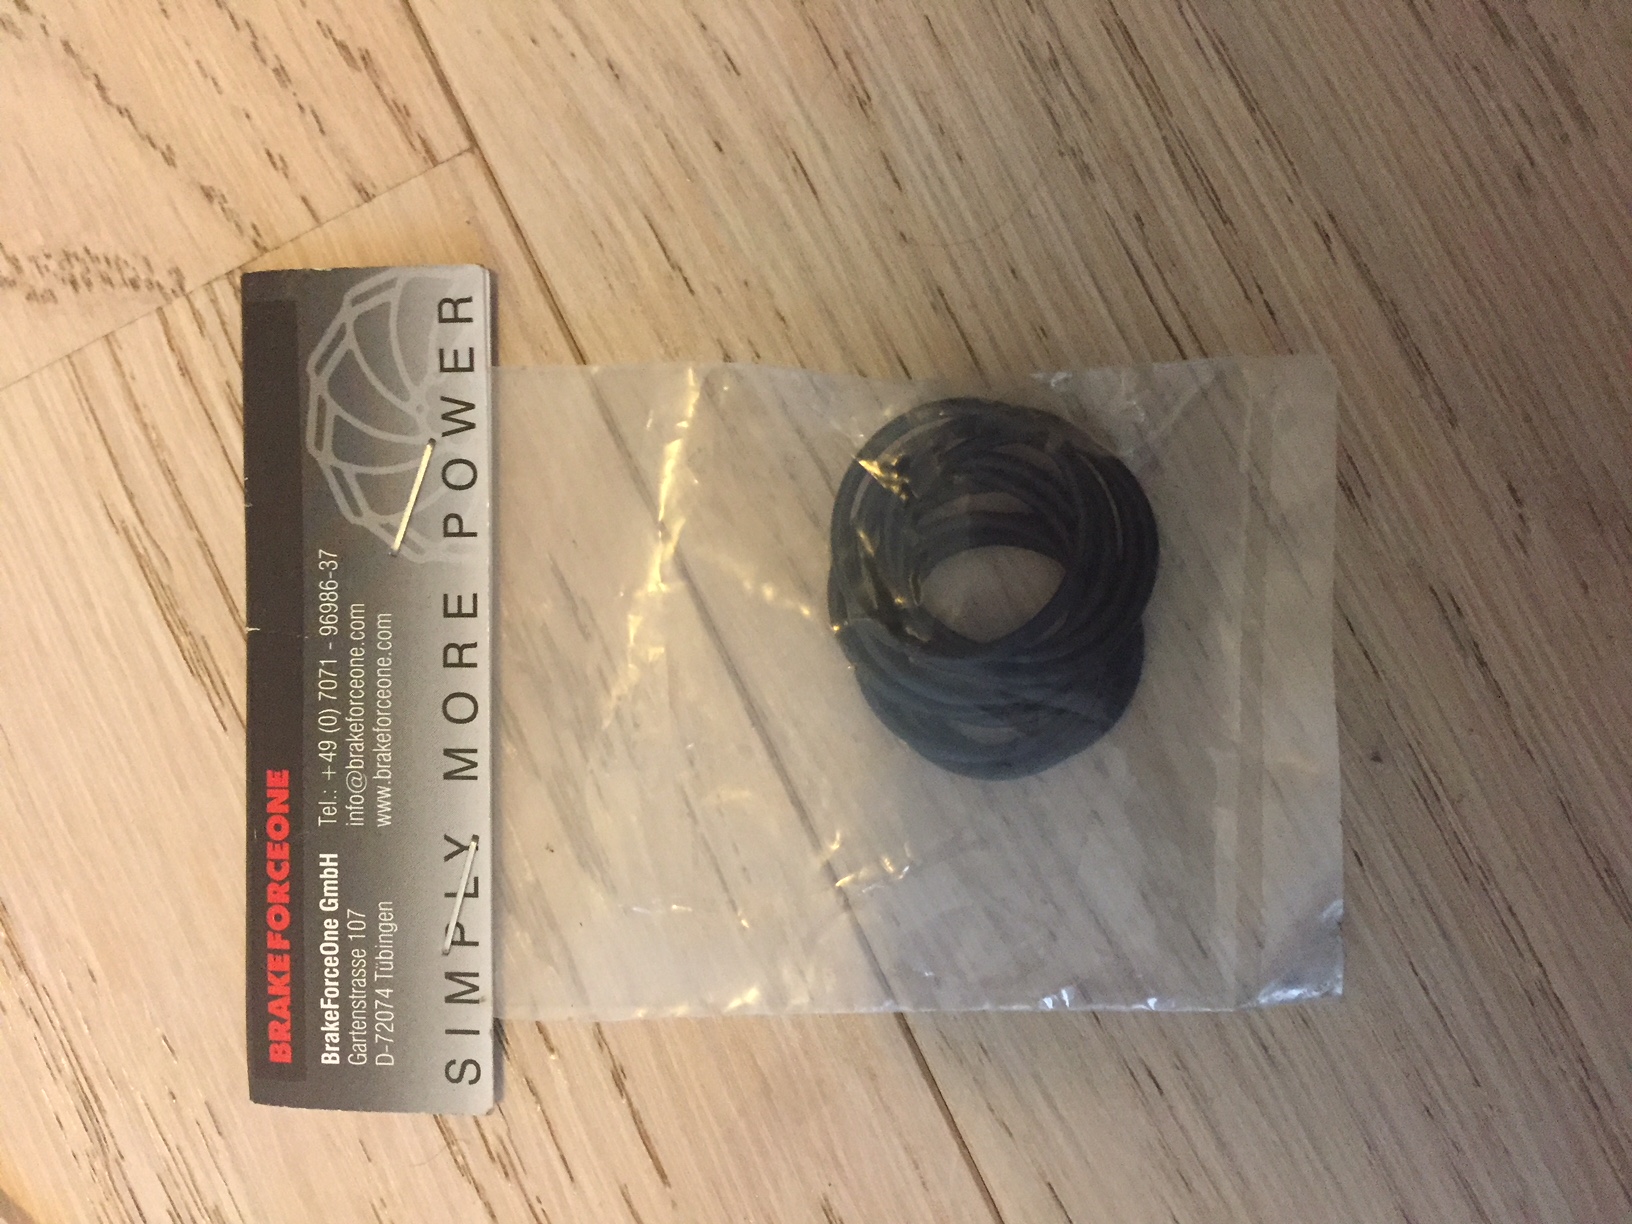 BRAKEFORCEONE
BrakeForceOne GmbH
Gartenstrasse 107
D-72074 Tübingen
Tel.: +49 (0) 7071 - 96986-37
info@brakeforceone.com
www.brakeforceone.com
SIMPLY MORE POWER